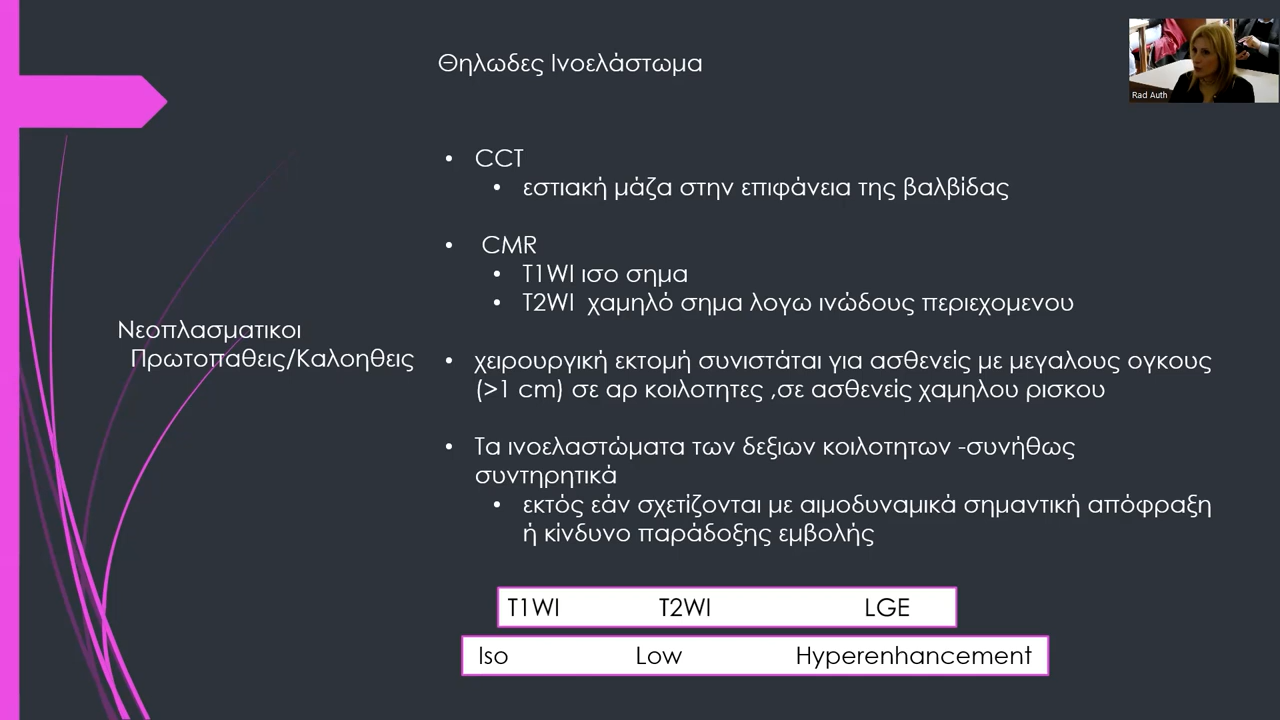 Θηλωδες Ινοελάστωμα
Rad Auth
• CCT
• εστιακή μάζα στην επιφάνεια της βαλβίδας
• CMR
• T1WI ισο σημα
• T2WI χαμηλό σημα λογω ινώδους περιεχομενου
Νεοπλασματικοι
Πρωτοπαθεις/Καλοηθεις
• χειρουργική εκτομή συνιστάται για ασθενείς με μεγαλους ογκους
(>1 cm) σε αρ κοιλοτητες ,σε ασθενείς χαμηλου ρισκου
• Τα ινοελαστώματα των δεξιων κοιλοτητων -συνήθως
συντηρητικά
• εκτός εάν σχετίζονται με αιμοδυναμικά σημαντική απόφραξη
ή κίνδυνο παράδοξης εμβολής
T1WI T2WI LGE
Iso Low Hyperenhancement